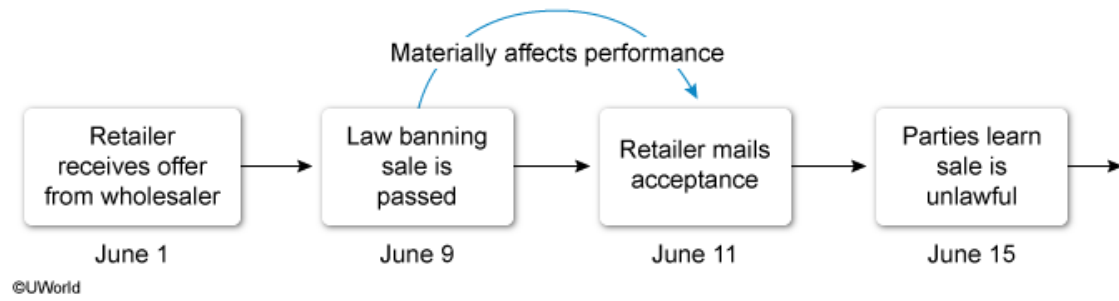 Materially affects performance
Retailer
receives offer
from wholesaler
June 1
Law banning
sale is
passed
June 9
Retailer mails
acceptance
June 11
Parties learn
sale is
unlawful
June 15
©UWorld